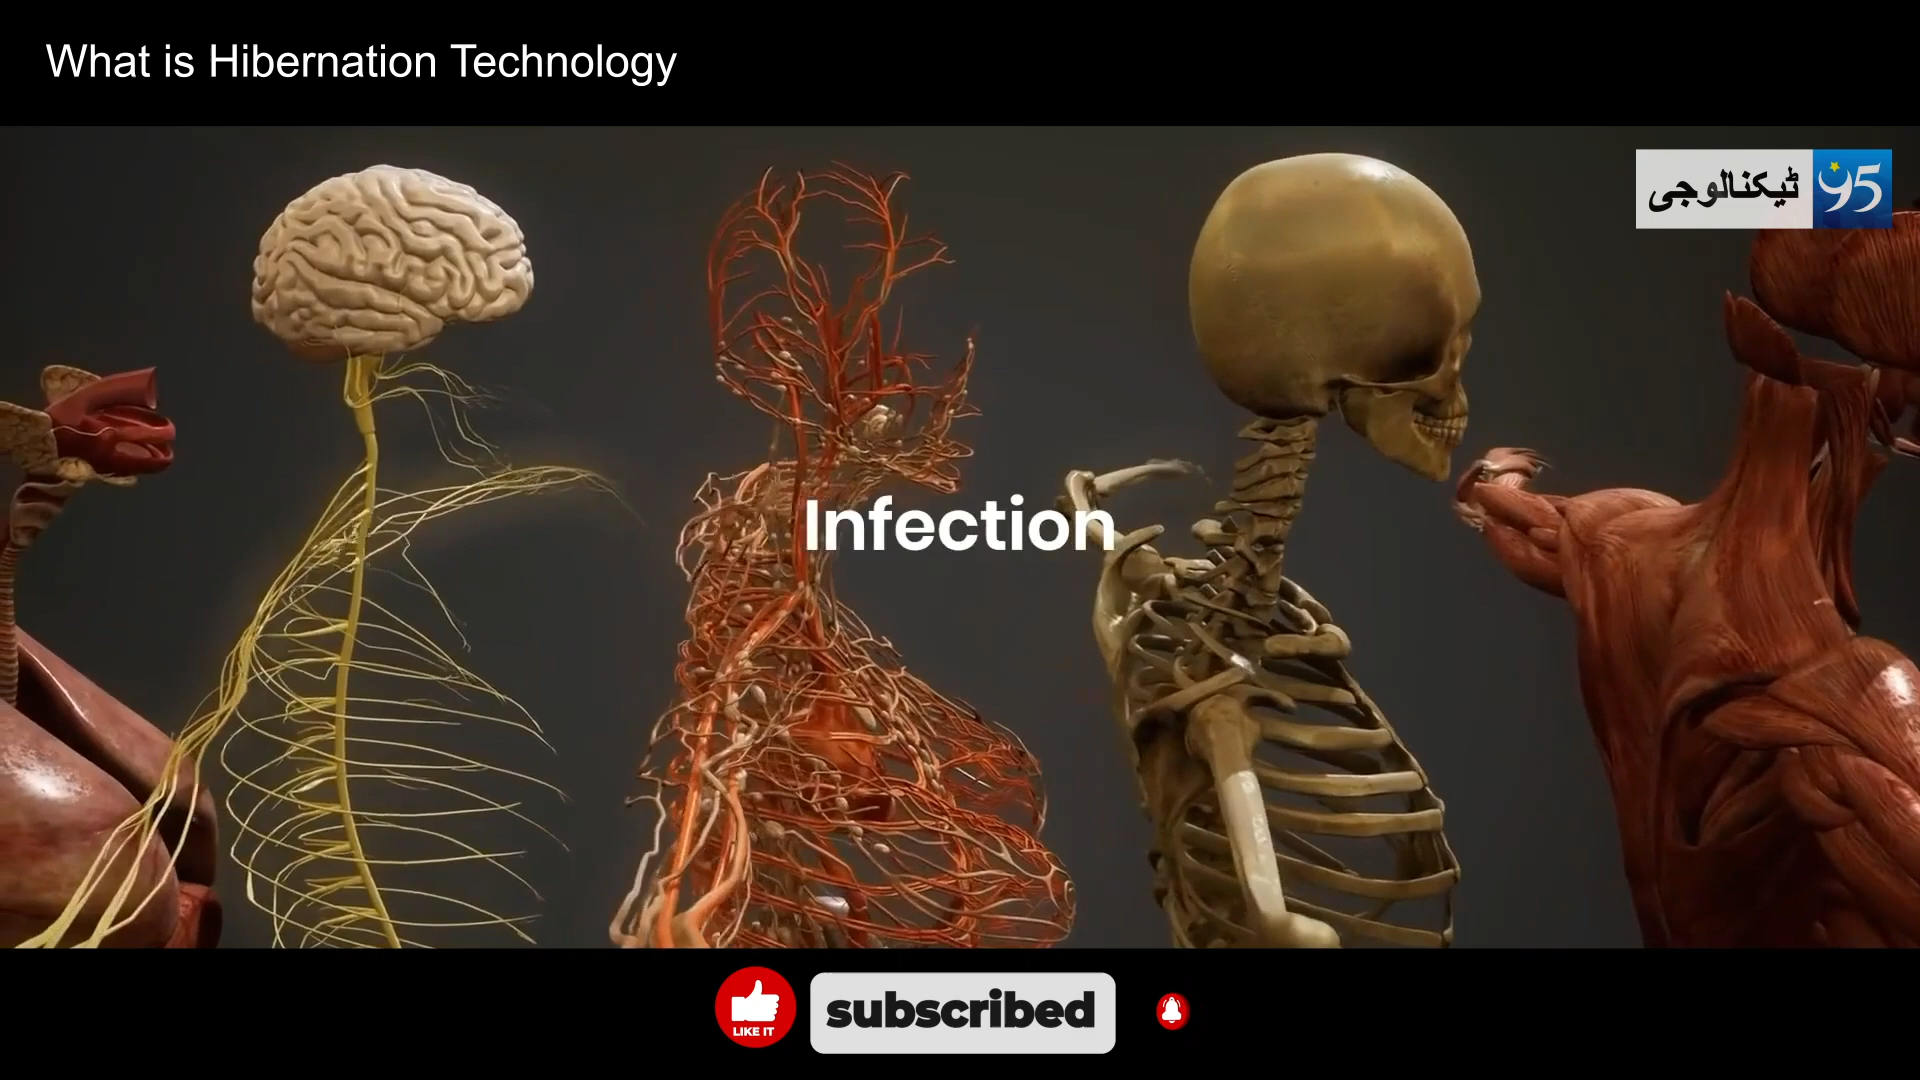 What is Hibernation Technology
ٹیکنالوجی 95
Infection
LIKE IT
subscribed